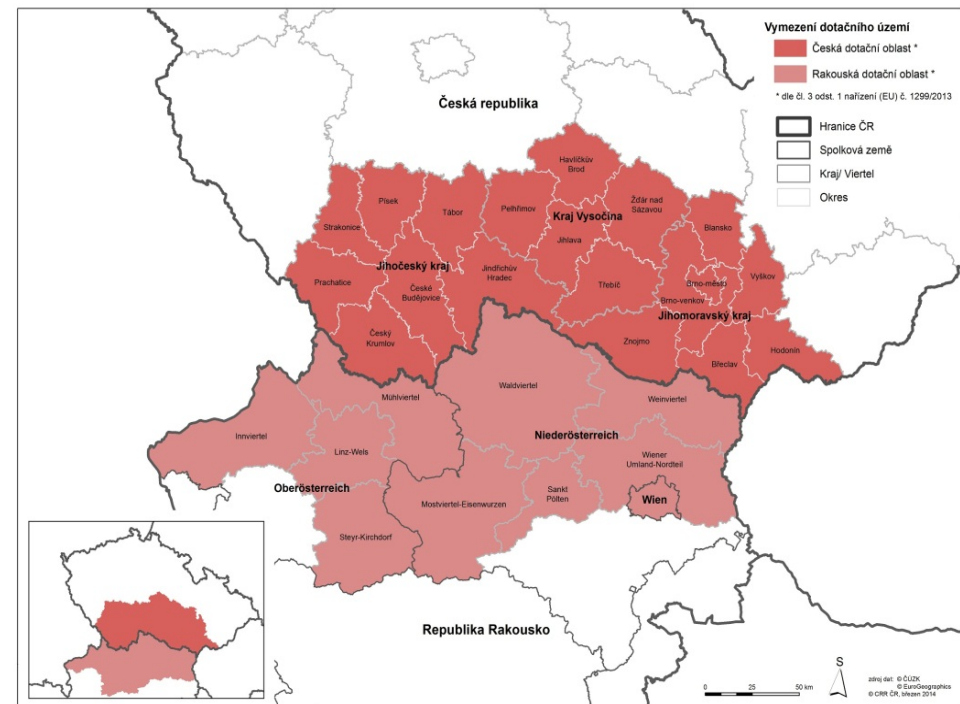 Vymezení dotačního území
Česká dotační oblast *
Rakouská dotační oblast *
* dle čl. 3 odst. 1 nařízení (EU) č. 1299/2013
Hranice ČR
Spolková země
Kraj/ Viertel
Okres
Česká republika
Havlíčkův
Brod
Písek
Tábor
Pelhřimov
Žďár nad
Sázavou
Kraj Vysočina
Strakonice
Blansko
Jihlava
Jihočeský kraj
Jindřichův
Hradec
Prachatice
České
Budějovice
Třebíč
Brno-město
Vyškov
Brno-venkov
Jihomoravský kraj
Český
Krumlov
Znojmo
Hodonín
Břeclav
Waldviertel
Mühlviertel
Weinviertel
Innviertel
Niederösterreich
Linz-Wels
Wiener
Umland-Nordteil
Oberösterreich
Mostviertel-Eisenwurzen
Sankt
Pölten
Wien
Steyr-Kirchdorf
Republika Rakousko
S
0 25 50 km
zdroj dat: © ČÚZK
© EuroGeographics
© CRR ČR, březen 2014